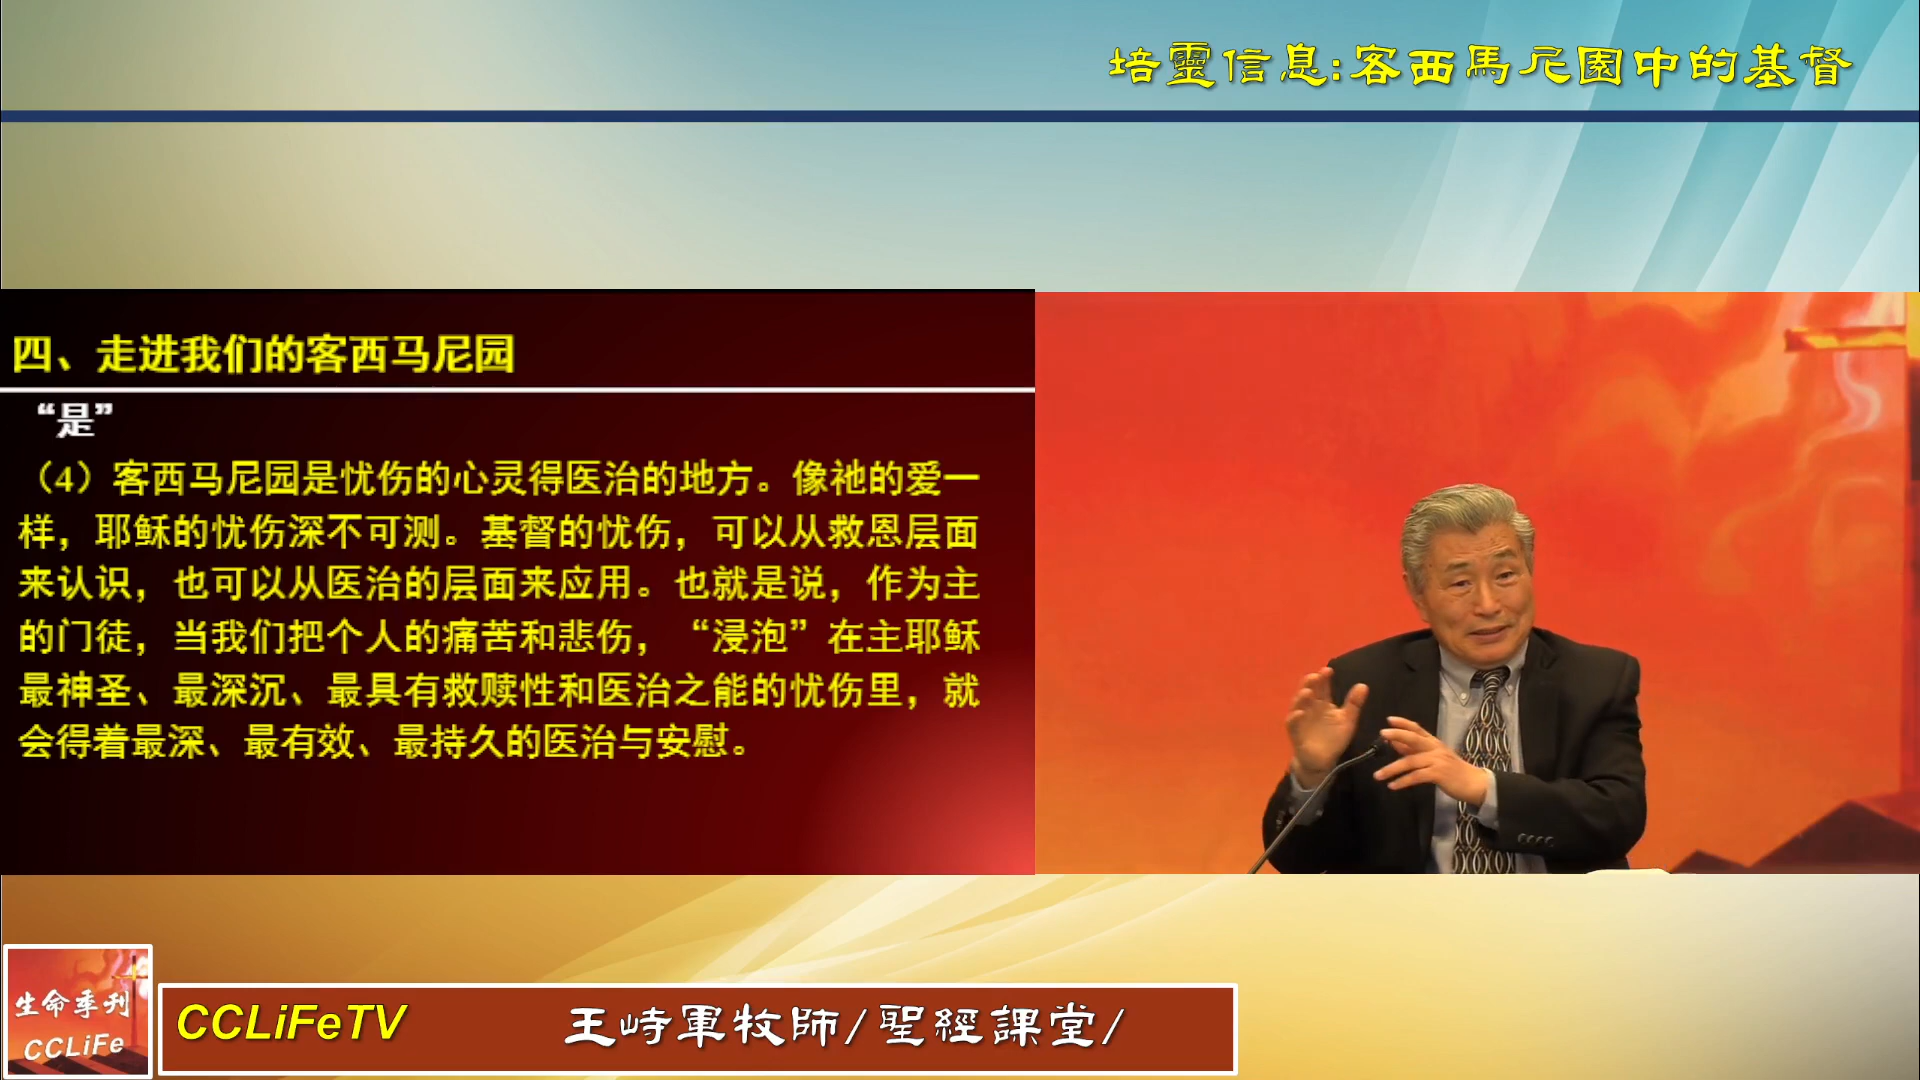 培靈信息:客西馬尼園中的基督
四、走进我们的客西马尼园
“是”
（4）客西马尼园是忧伤的心灵得医治的地方。像祂的爱一
样，耶稣的忧伤深不可测。基督的忧伤，可以从救恩层面
来认识，也可以从医治的层面来应用。也就是说，作为主
的门徒，当我们把个人的痛苦和悲伤，“浸泡”在主耶稣
最神圣、最深沉、最具有救赎性和医治之能的忧伤里，就
会得着最深、最有效、最持久的医治与安慰。
生命季刊
CCLiFe
CCLiFeTV 王峙軍牧師/聖經課堂/